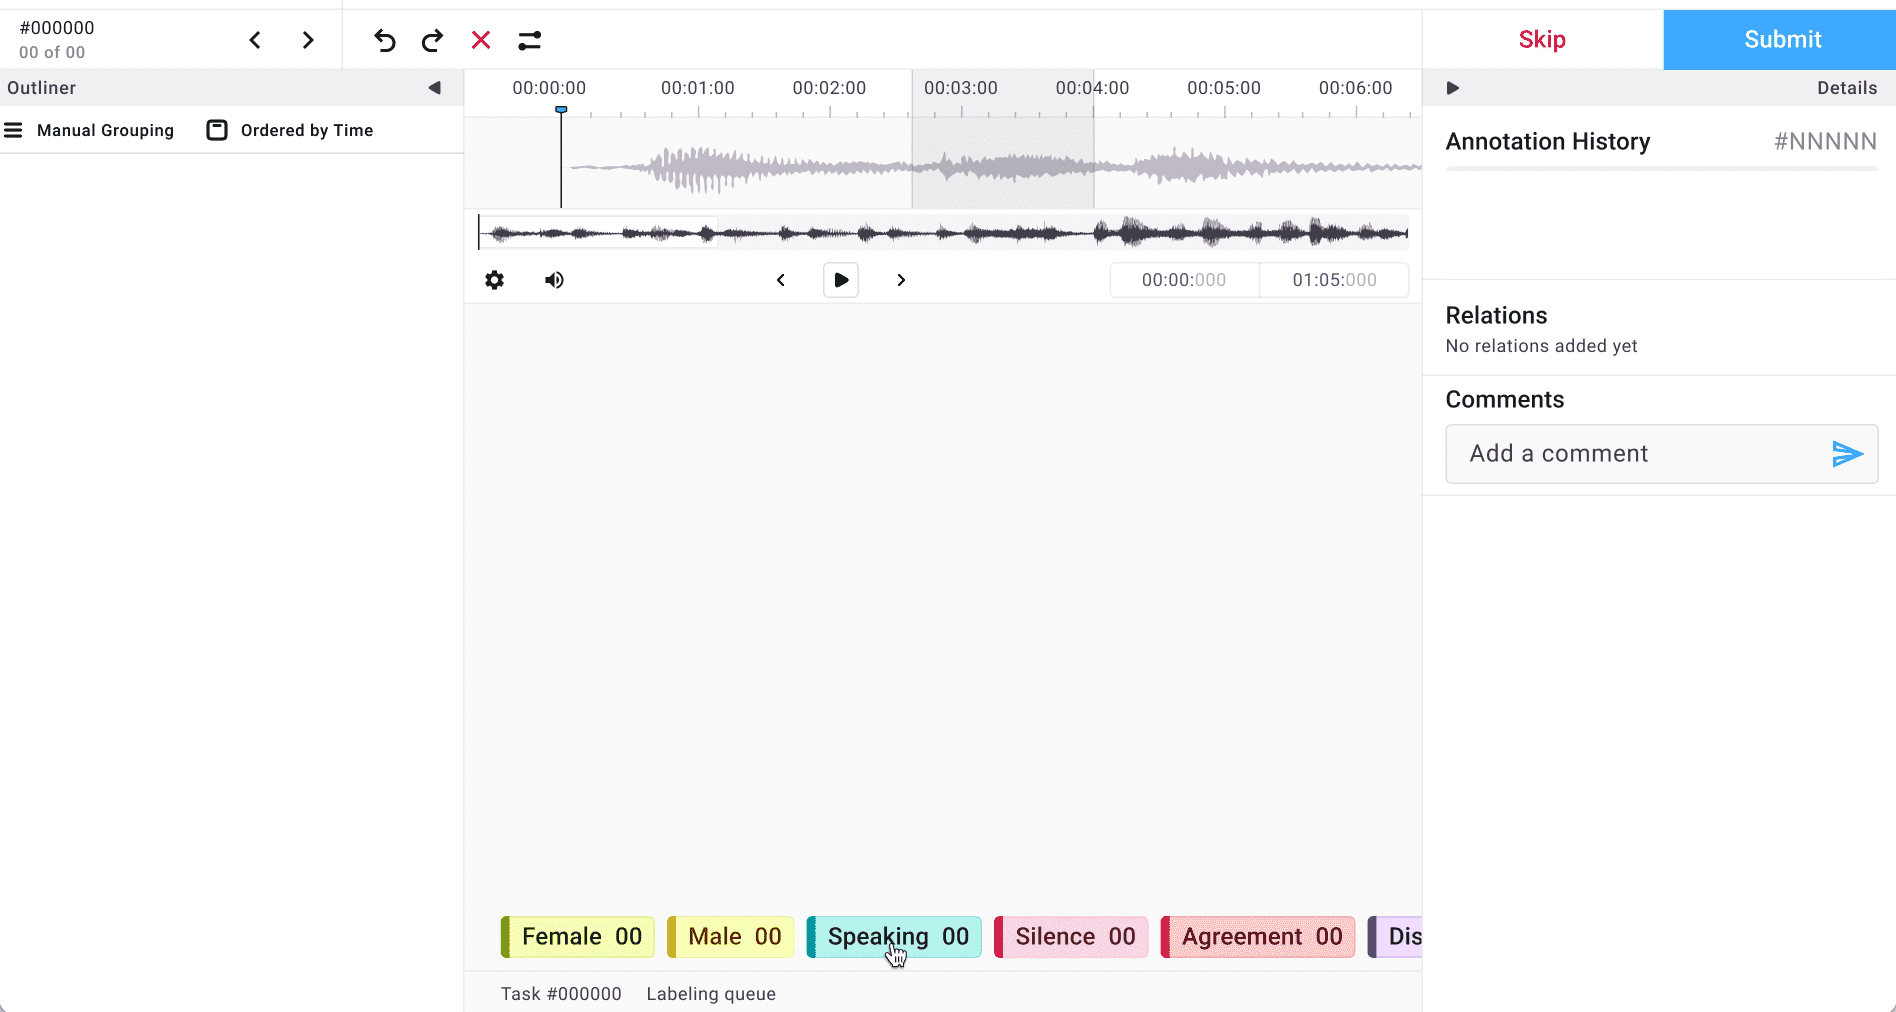 #000000
00 of 00
Skip
Submit
Outliner
00:00:00 00:01:00 00:02:00 00:03:00 00:04:00 00:05:00 00:06:00
Details
Manual Grouping Ordered by Time
Annotation History #NNNNN
00:00:000 01:05:000
Relations
No relations added yet
Comments
Add a comment
Female 00 Male 00 Speaking 00 Silence 00 Agreement 00 Dis
Task #000000 Labeling queue